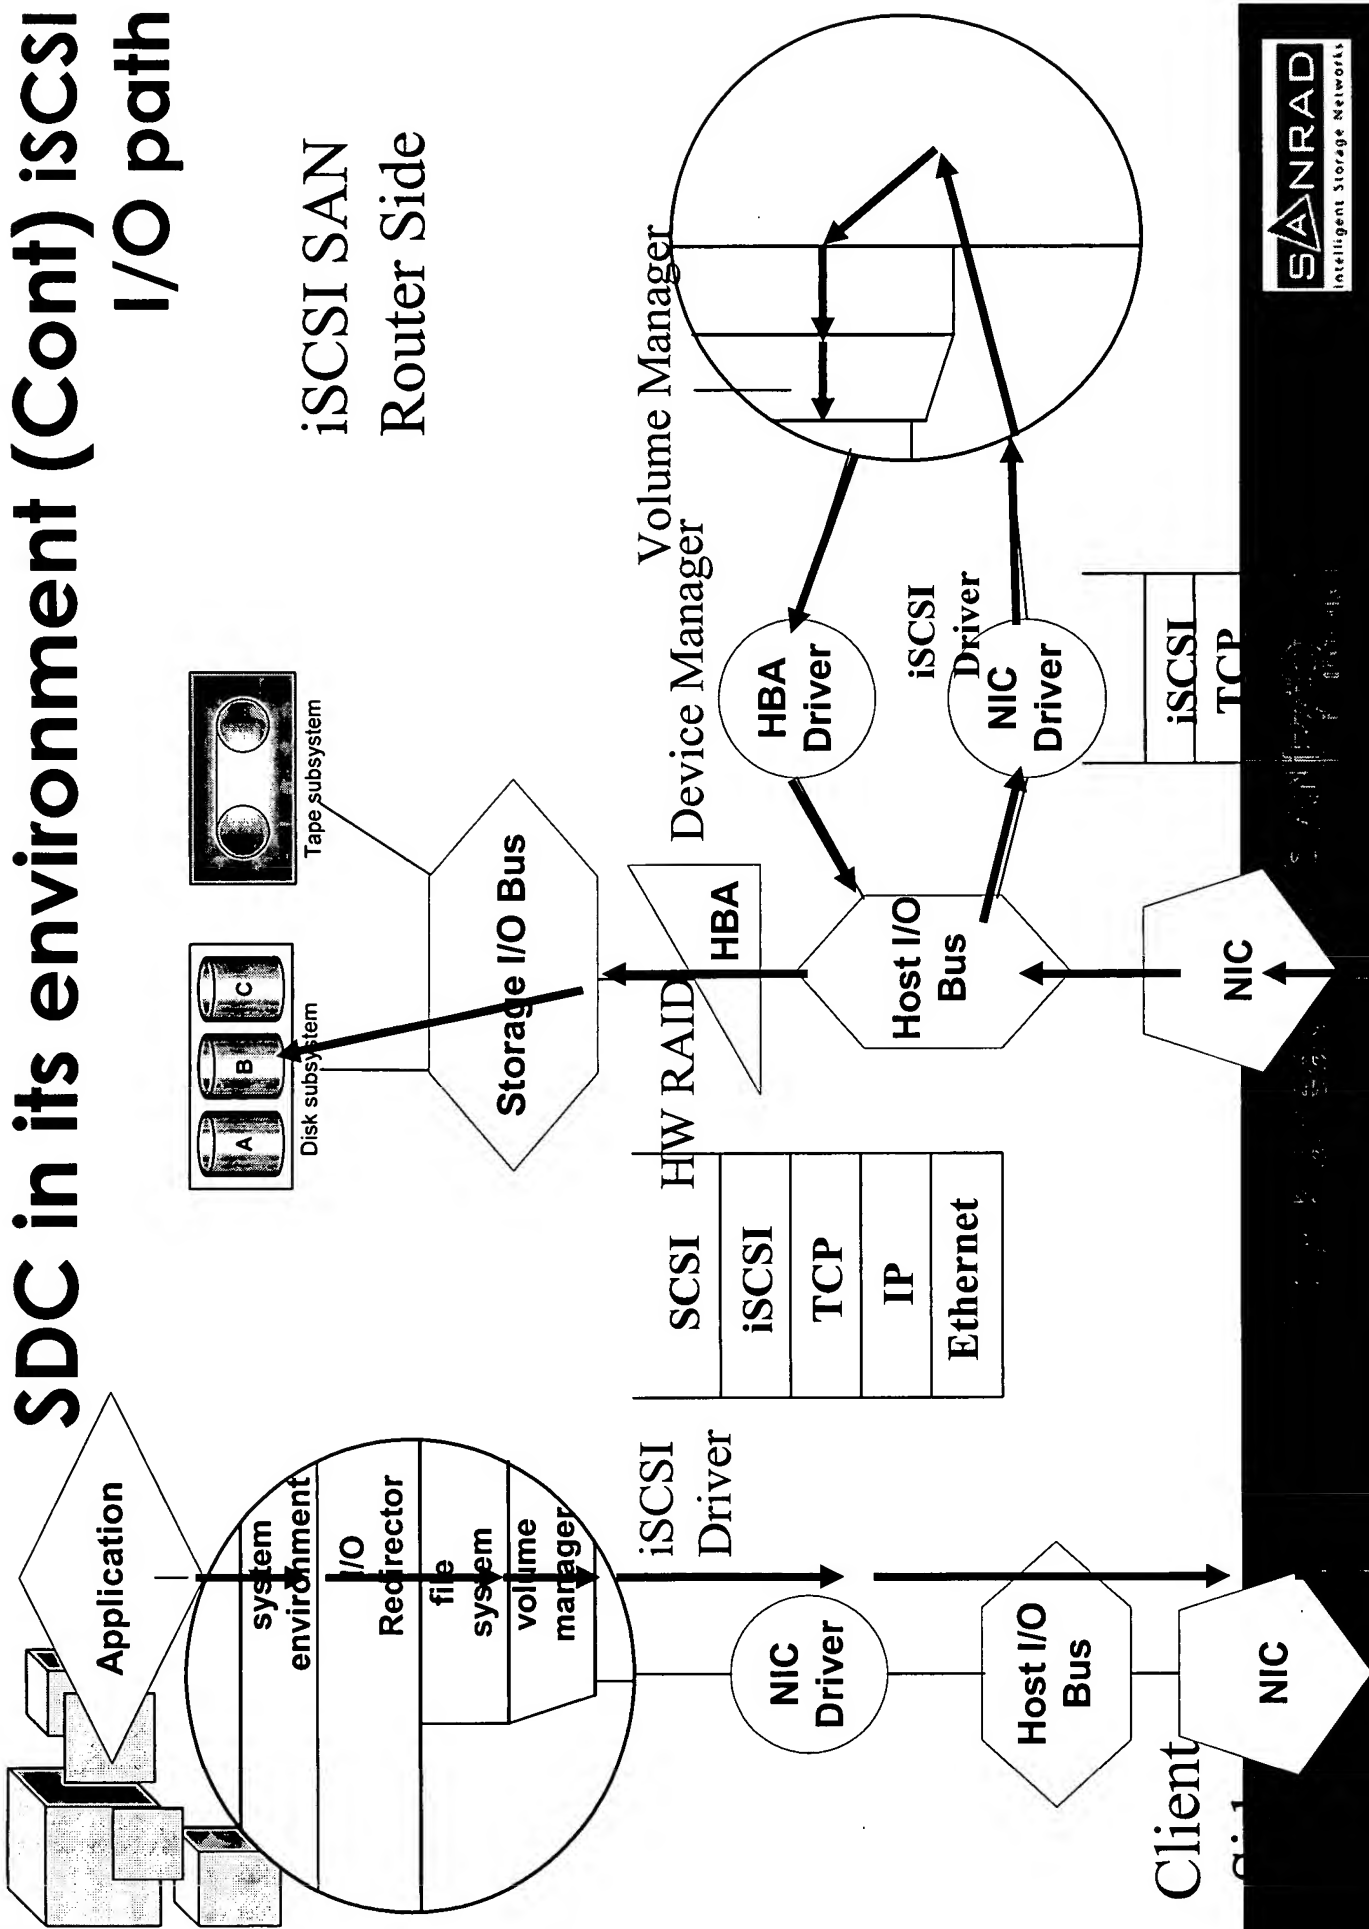 SDC in its environment (Cont) iSCSI
I/O path
iSCSI SAN
Router Side
Application
system
environment
I/O
Redirector
file
system
volume
manager
iSCSI
Driver
NIC
Driver
Host I/O
Bus
NIC
Client
SCSI
iSCSI
TCP
IP
Ethernet
A
B
C
Disk subsystem
Tape subsystem
Storage I/O Bus
HW RAID
HBA
Device Manager
Volume Manager
HBA
Driver
Host I/O
Bus
iSCSI
Driver
NIC
Driver
NIC
iSCSI
TCP
SANRAD
Intelligent Storage Networks